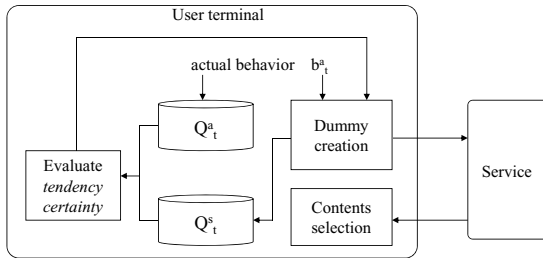 User terminal
actual behavior b^a_t
Q^a_t
Dummy
creation
Evaluate
tendency
certainty
Service
Q^s_t
Contents
selection